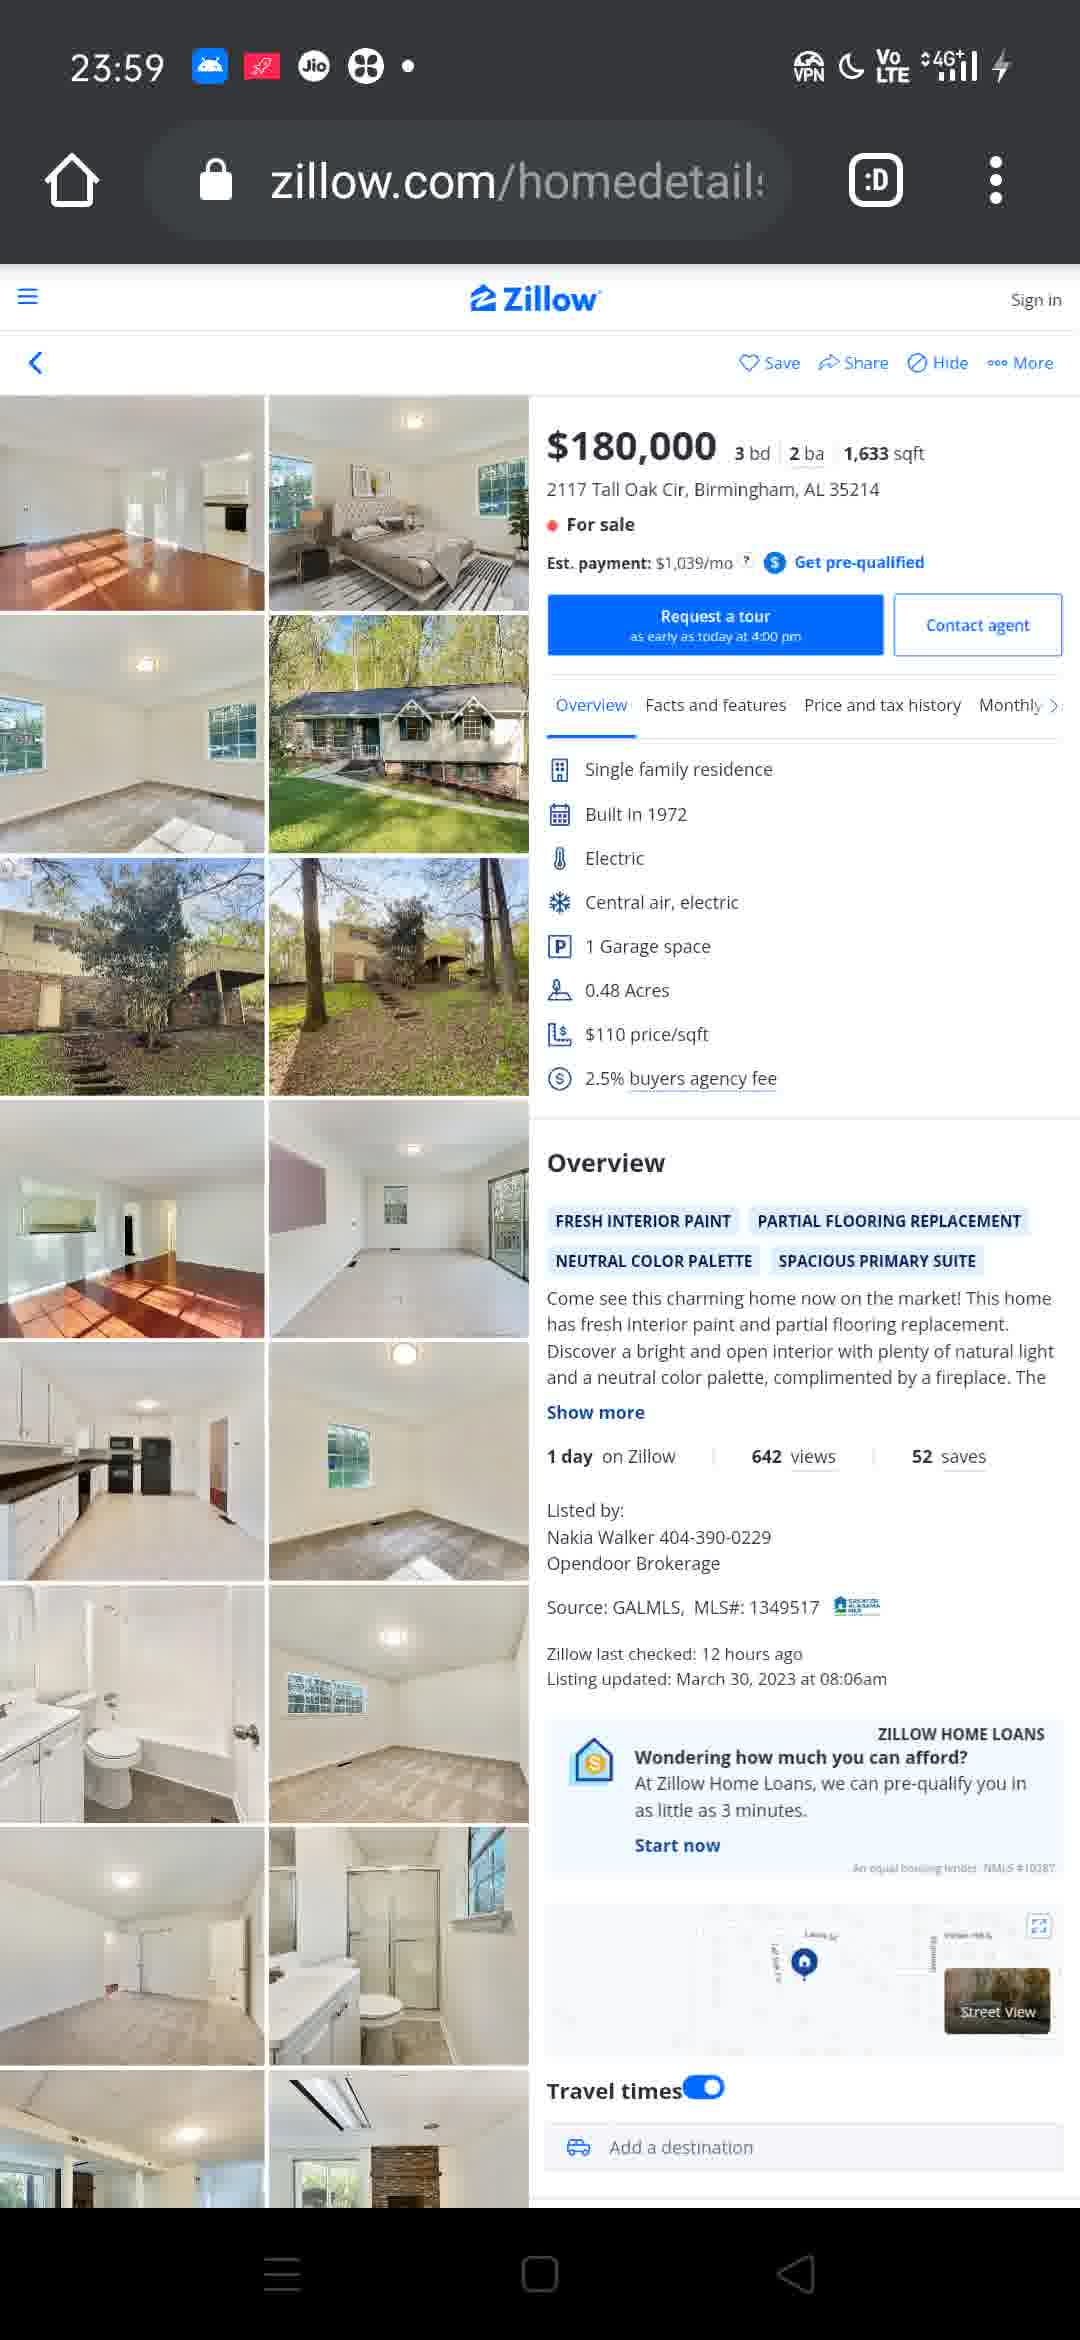 23:59
Jio
VPN
Vo LTE
4G+
zillow.com/homedetails
:D
Zillow
Sign in
Save
Share
Hide
More
$180,000 3 bd 2 ba 1,633 sqft
2117 Tall Oak Cir, Birmingham, AL 35214
For sale
Est. payment: $1,039/mo ? $ Get pre-qualified
Request a tour
as early as today at 4:00 pm
Contact agent
Overview
Facts and features
Price and tax history
Monthly
Single family residence
Built in 1972
Electric
Central air, electric
P 1 Garage space
0.48 Acres
$110 price/sqft
2.5% buyers agency fee
Overview
FRESH INTERIOR PAINT
PARTIAL FLOORING REPLACEMENT
NEUTRAL COLOR PALETTE
SPACIOUS PRIMARY SUITE
Come see this charming home now on the market! This home
has fresh interior paint and partial flooring replacement.
Discover a bright and open interior with plenty of natural light
and a neutral color palette, complimented by a fireplace. The
Show more
1 day on Zillow
642 views
52 saves
Listed by:
Nakia Walker 404-390-0229
Opendoor Brokerage
Source: GALMLS, MLS#: 1349517
Zillow last checked: 12 hours ago
Listing updated: March 30, 2023 at 08:06am
ZILLOW HOME LOANS
Wondering how much you can afford?
At Zillow Home Loans, we can pre-qualify you in
as little as 3 minutes.
Start now
An equal housing lender. NMLS #10287
Street View
Travel times
Add a destination